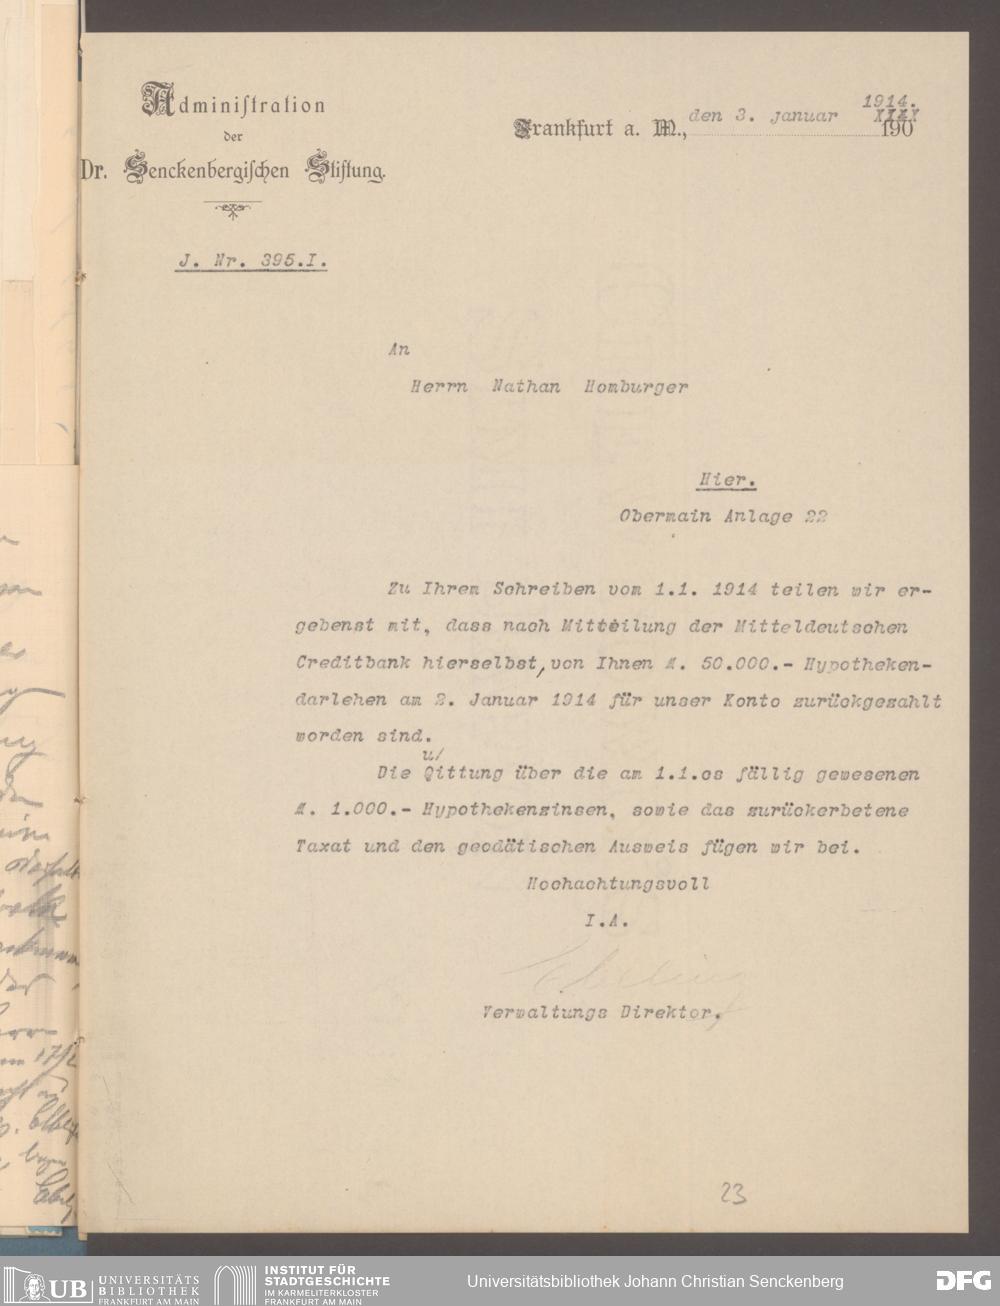 Administration
der
Dr. Senckenbergischen Stiftung.
Frankfurt a. M., den 3. Januar 190
1914.
XXXX
J. Nr. 395.I.
An
Herrn Nathan Homburger
Hier.
Obermain Anlage 22
Zu Ihrem Schreiben vom 1.1. 1914 teilen wir er-
gebenst mit, dass nach Mitteilung der Mitteldeutschen
Creditbank hierselbst, von Ihnen M. 50.000.- Hypotheken-
darlehen am 2. Januar 1914 für unser Konto zurückgezahlt
worden sind.
u/
Die Qittung über die am 1.1.cs fällig gewesenen
M. 1.000.- Hypothekenzinsen, sowie das zurückerbetene
Taxat und den geodätischen Ausweis fügen wir bei.
Hochachtungsvoll
I.A.
Verwaltungs Direktor.
23
17/2
UB UNIVERSITÄTS
BIBLIOTHEK
FRANKFURT AM MAIN
INSTITUT FÜR
STADTGESCHICHTE
IM KARMELITERKLOSTER
FRANKFURT AM MAIN
Universitätsbibliothek Johann Christian Senckenberg
DFG